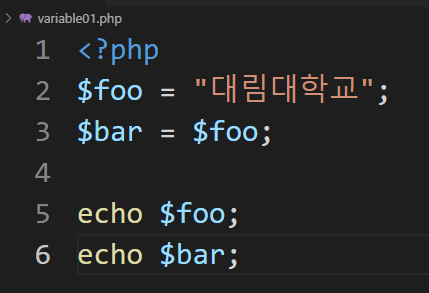 > variable01.php
1 <?php
2 $foo = "대림대학교";
3 $bar = $foo;
4
5 echo $foo;
6 echo $bar;